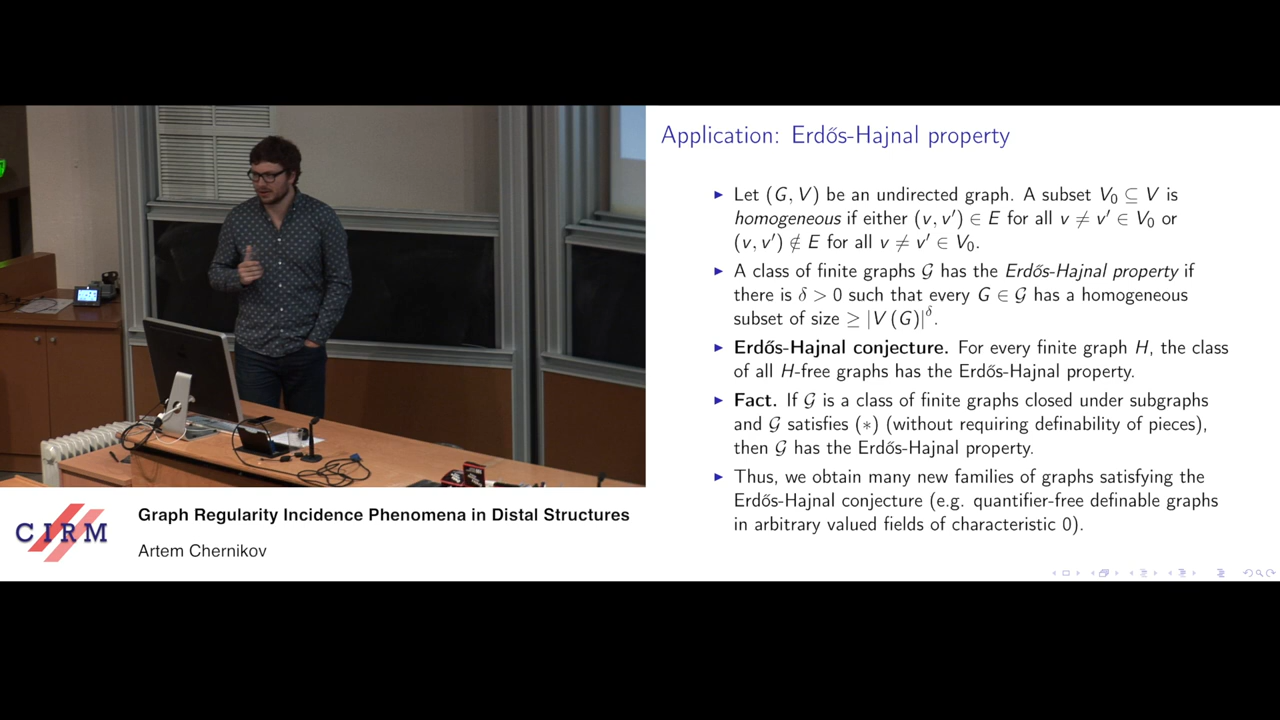 Application: Erdős-Hajnal property
▶ Let (G, V) be an undirected graph. A subset V₀ ⊆ V is
homogeneous if either (v, v′) ∈ E for all v ≠ v′ ∈ V₀ or
(v, v′) ∉ E for all v ≠ v′ ∈ V₀.
▶ A class of finite graphs 𝒢 has the Erdős-Hajnal property if
there is δ > 0 such that every G ∈ 𝒢 has a homogeneous
subset of size ≥ |V (G)|^δ.
▶ Erdős-Hajnal conjecture. For every finite graph H, the class
of all H-free graphs has the Erdős-Hajnal property.
▶ Fact. If 𝒢 is a class of finite graphs closed under subgraphs
and 𝒢 satisfies (∗) (without requiring definability of pieces),
then 𝒢 has the Erdős-Hajnal property.
▶ Thus, we obtain many new families of graphs satisfying the
Erdős-Hajnal conjecture (e.g. quantifier-free definable graphs
in arbitrary valued fields of characteristic 0).
CIRM
Graph Regularity Incidence Phenomena in Distal Structures
Artem Chernikov